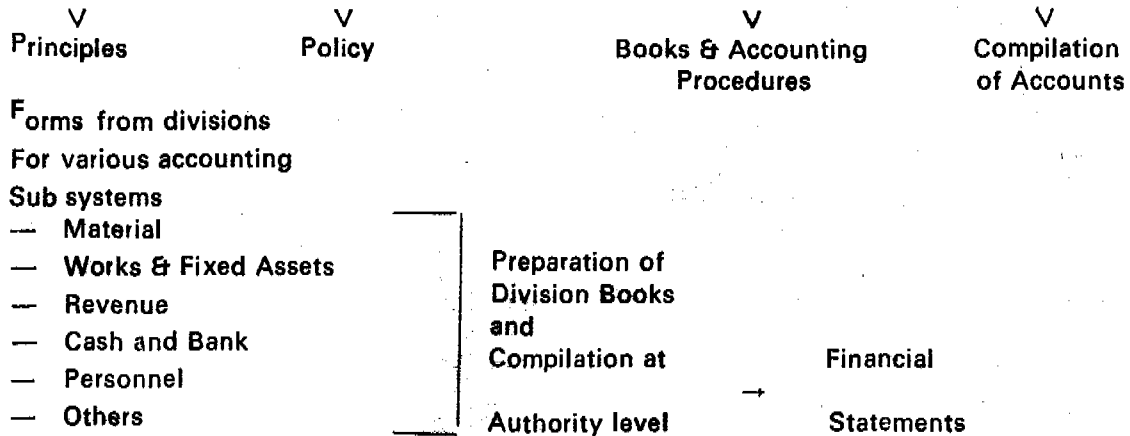 V V V V
Principles Policy Books & Accounting Compilation
Procedures of Accounts
Forms from divisions
For various accounting
Sub systems
— Material
— Works & Fixed Assets
— Revenue
— Cash and Bank
— Personnel
— Others
Preparation of
Division Books
and
Compilation at
Authority level
→
Financial
Statements